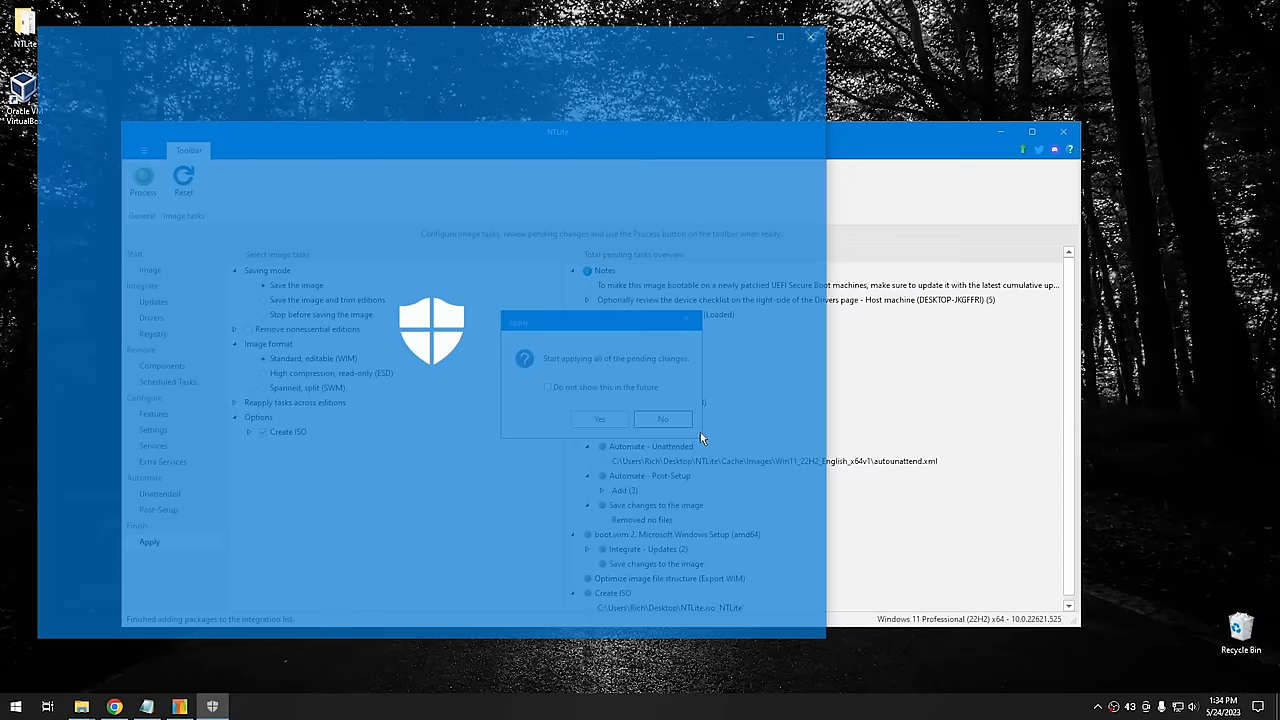 NTLite
Oracle VM
VirtualBox
NTLite
Toolbar
Process
Reset
General
Image tasks
Configure image tasks, review pending changes and use the Process button on the toolbar when ready.
Start
Image
Integrate
Updates
Drivers
Registry
Remove
Components
Scheduled Tasks
Configure
Features
Settings
Services
Extra Services
Automate
Unattended
Post-Setup
Finish
Apply
Select image tasks
Saving mode
Save the image
Save the image and trim editions
Stop before saving the image
Remove nonessential editions
Image format
Standard, editable (WIM)
High compression, read-only (ESD)
Spanned, split (SWM)
Reapply tasks across editions
Options
Create ISO
Total pending tasks overview
Notes
To make this image bootable on a newly patched UEFI Secure Boot machines, make sure to update it with the latest cumulative up...
Optionally review the device checklist on the right-side of the Drivers page - Host machine (DESKTOP-JKGFFRI) (5)
(Loaded)
Apply
Start applying all of the pending changes.
Do not show this in the future
Yes
No
Automate - Unattended
C:\Users\Rich\Desktop\NTLite\Cache\Images\Win11_22H2_English_x64v1\autounattend.xml
Automate - Post-Setup
Add (3)
Save changes to the image
Removed no files
boot.wim 2, Microsoft Windows Setup (amd64)
Integrate - Updates (2)
Save changes to the image
Optimize image file structure (Export WIM)
Create ISO
C:\Users\Rich\Desktop\NTLite.iso 'NTLite'
Finished adding packages to the integration list.
Windows 11 Professional (22H2) x64 - 10.0.22621.525
Recycle Bin
43
1:34 PM
5/24/2023